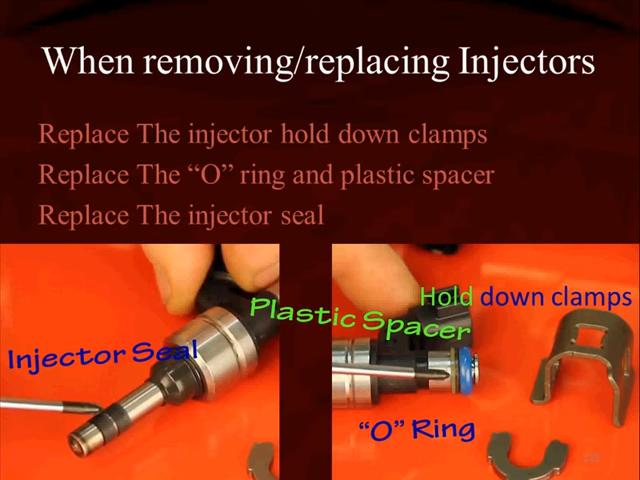 When removing/replacing Injectors
Replace The injector hold down clamps
Replace The “O” ring and plastic spacer
Replace The injector seal
Hold down clamps
Plastic Spacer
Injector Seal
“O” Ring